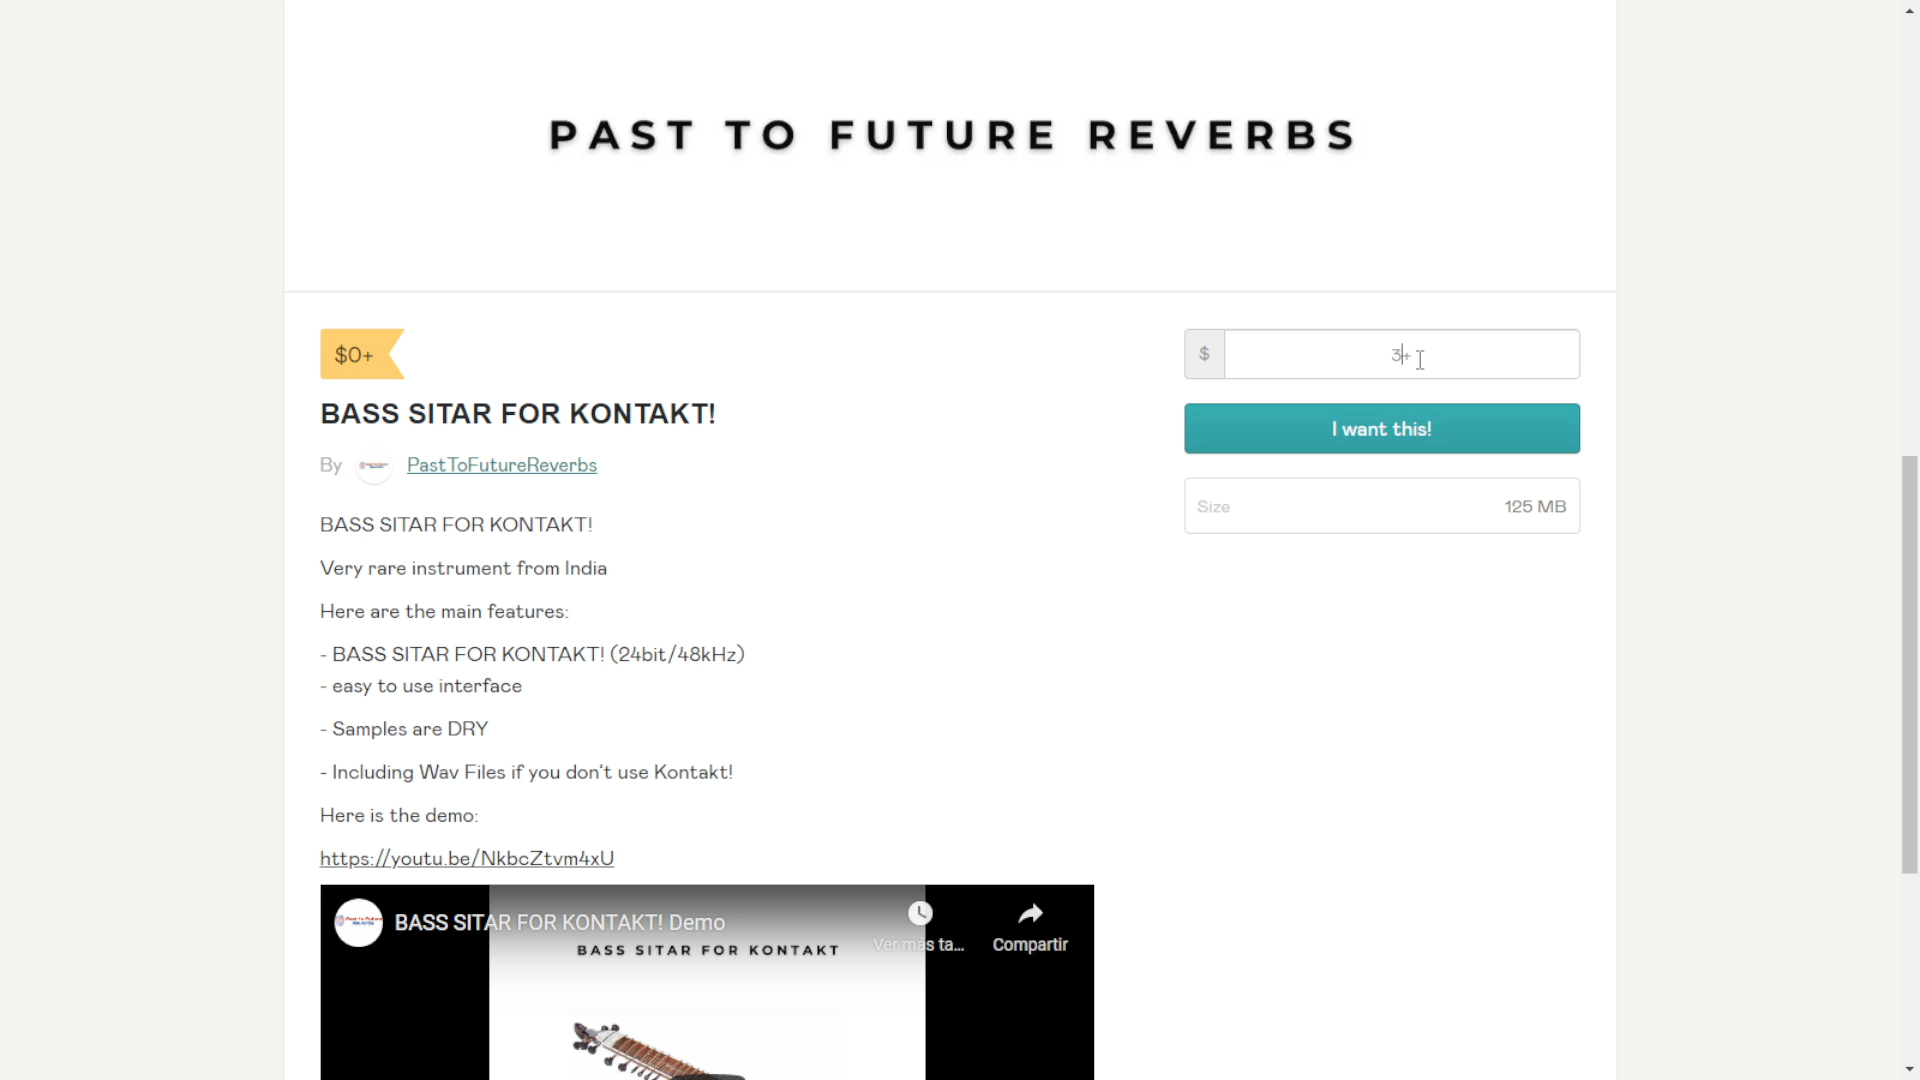 PAST TO FUTURE REVERBS
$0+
$
3+
BASS SITAR FOR KONTAKT!
I want this!
By PastToFutureReverbs
Size 125 MB
BASS SITAR FOR KONTAKT!
Very rare instrument from India
Here are the main features:
- BASS SITAR FOR KONTAKT! (24bit/48kHz)
- easy to use interface
- Samples are DRY
- Including Wav Files if you don't use Kontakt!
Here is the demo:
https://youtu.be/NkbcZtvm4xU
BASS SITAR FOR KONTAKT! Demo
Ver más ta...
Compartir
BASS SITAR FOR KONTAKT